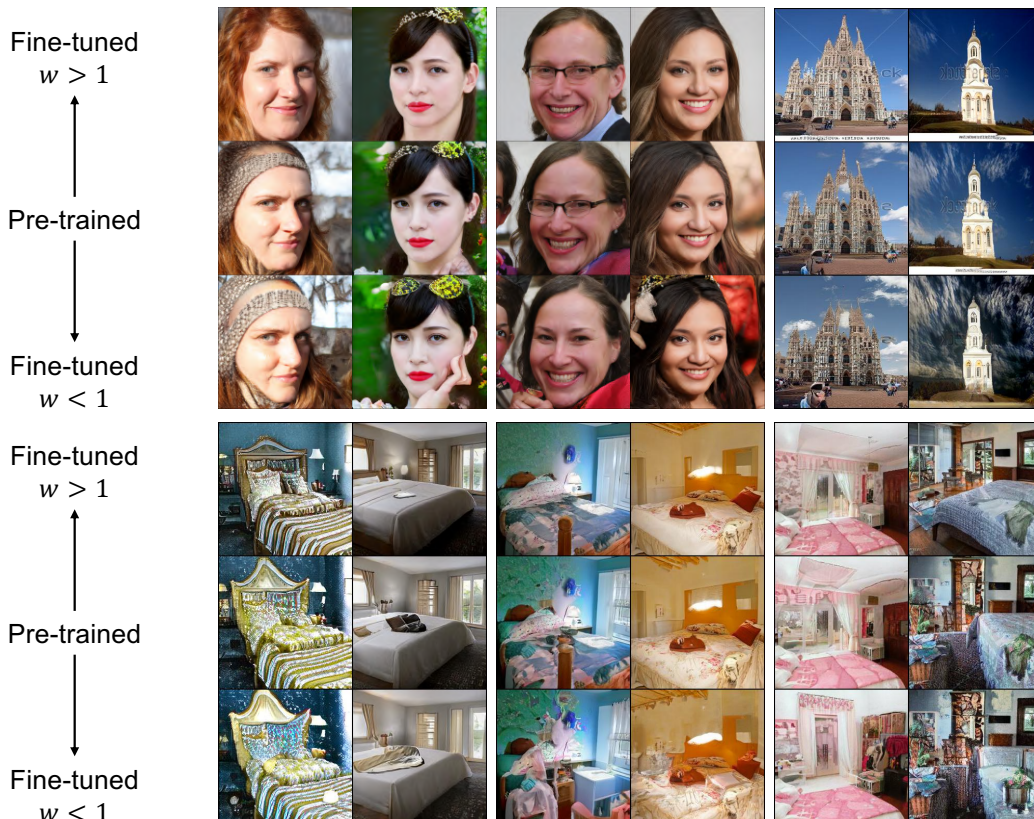 Fine-tuned
w > 1
Pre-trained
Fine-tuned
w < 1
Fine-tuned
w > 1
Pre-trained
Fine-tuned
w < 1